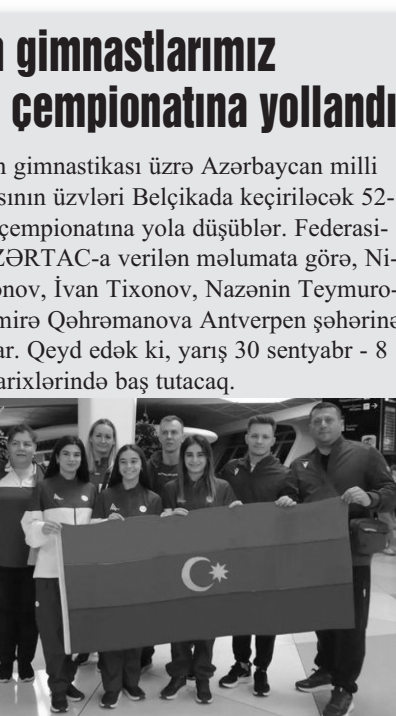 gimnastlarımız
çempionatına yollandı
gimnastikası üzrə Azərbaycan milli
sının üzvləri Belçikada keçiriləcək 52-
çempionatına yola düşüblər. Federasi-
ZƏRTAC-a verilən məlumata görə, Ni-
onov, İvan Tixonov, Nazənin Teymuro-
mirə Qəhrəmanova Antverpen şəhərinə
ar. Qeyd edək ki, yarış 30 sentyabr - 8
arixlərində baş tutacaq.